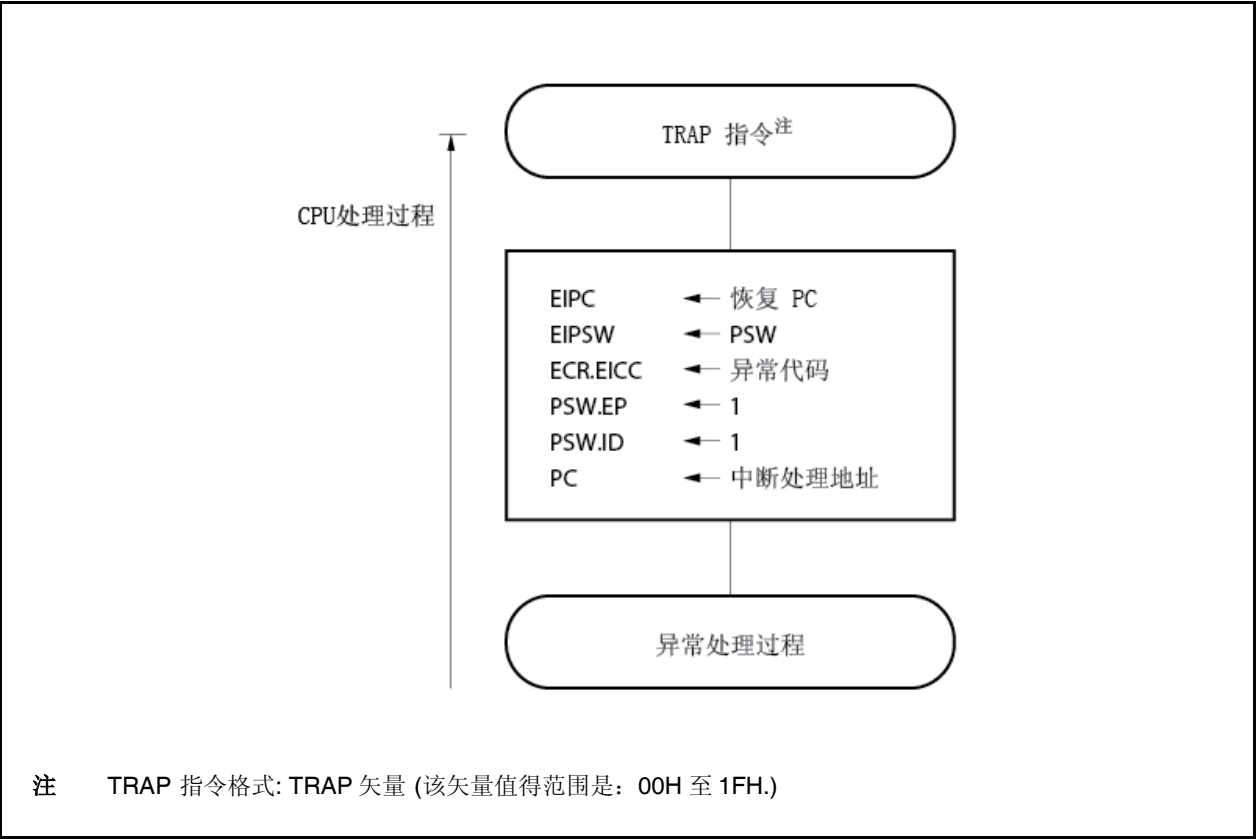 TRAP 指令注
CPU处理过程
EIPC ← 恢复 PC
EIPSW ← PSW
ECR.EICC ← 异常代码
PSW.EP ← 1
PSW.ID ← 1
PC ← 中断处理地址
异常处理过程
注 TRAP 指令格式: TRAP 矢量 (该矢量值得范围是：00H 至 1FH.)